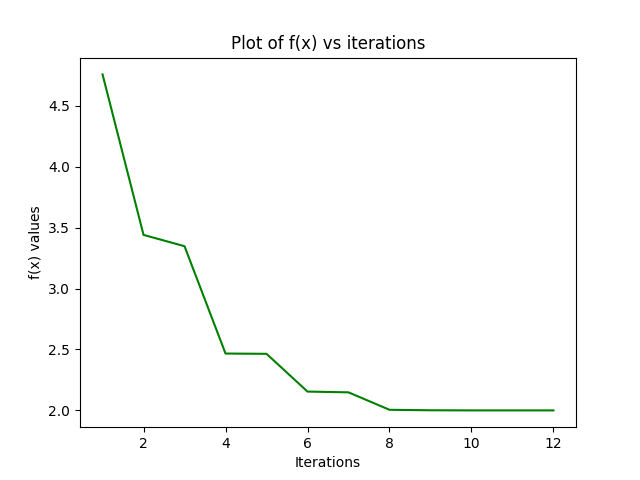 Plot of f(x) vs iterations
4.5
4.0
3.5
3.0
2.5
2.0
f(x) values
2 4 6 8 10 12
Iterations